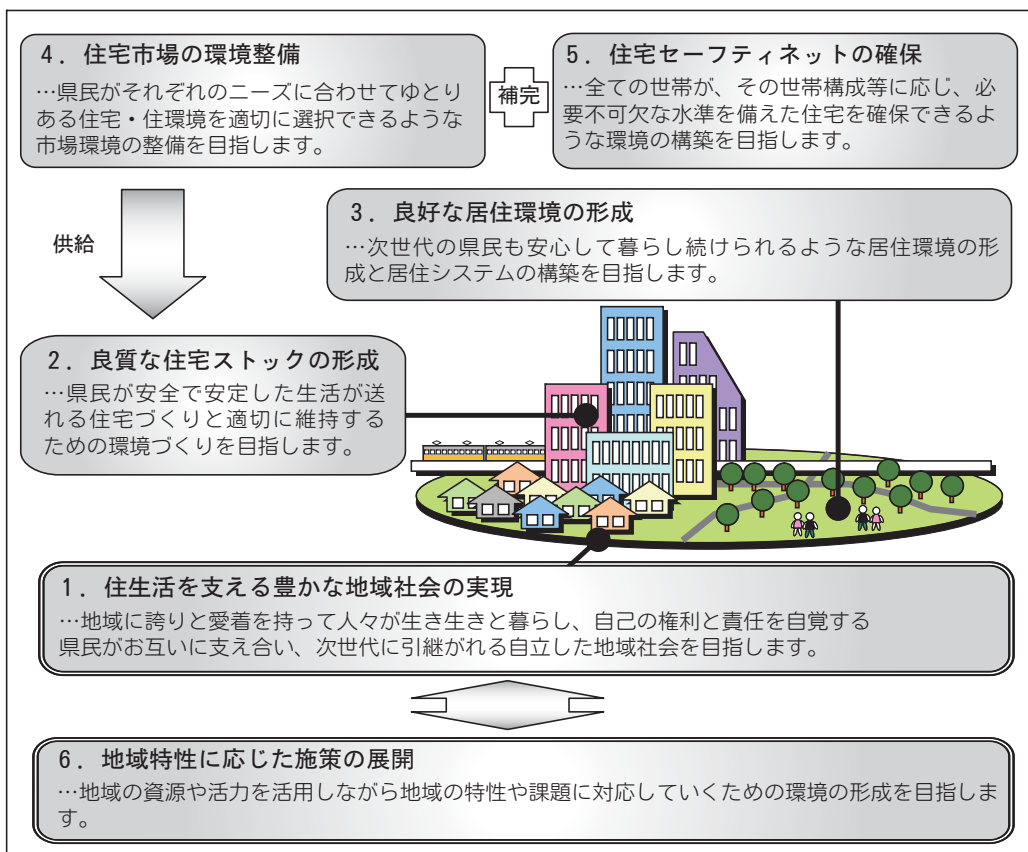 4．住宅市場の環境整備
…県民がそれぞれのニーズに合わせてゆとり
ある住宅・住環境を適切に選択できるような
市場環境の整備を目指します。
補完
5．住宅セーフティネットの確保
…全ての世帯が、その世帯構成等に応じ、必
要不可欠な水準を備えた住宅を確保できるよ
うな環境の構築を目指します。
供給
3．良好な居住環境の形成
…次世代の県民も安心して暮らし続けられるような居住環境の形
成と居住システムの構築を目指します。
2．良質な住宅ストックの形成
…県民が安全で安定した生活が送
れる住宅づくりと適切に維持する
ための環境づくりを目指します。
1．住生活を支える豊かな地域社会の実現
…地域に誇りと愛着を持って人々が生き生きと暮らし、自己の権利と責任を自覚する
県民がお互いに支え合い、次世代に引継がれる自立した地域社会を目指します。
6．地域特性に応じた施策の展開
…地域の資源や活力を活用しながら地域の特性や課題に対応していくための環境の形成を目指しま
す。